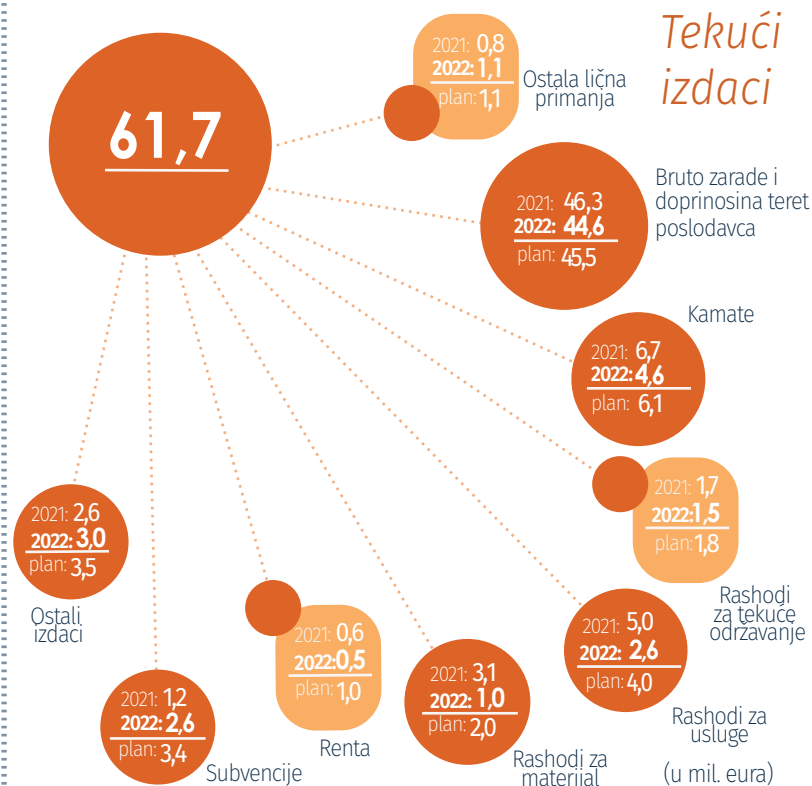 Tekući
izdaci
61,7
2021: 0,8
2022: 1,1
plan: 1,1
Ostala lična
primanja
2021: 46,3
2022: 44,6
plan: 45,5
Bruto zarade i
doprinosina teret
poslodavca
Kamate
2021: 6,7
2022: 4,6
plan: 6,1
2021: 1,7
2022: 1,5
plan: 1,8
Rashodi
za tekuće
održavanje
2021: 5,0
2022: 2,6
plan: 4,0
Rashodi za
usluge
2021: 3,1
2022: 1,0
plan: 2,0
Rashodi za
materijal
2021: 0,6
2022: 0,5
plan: 1,0
Renta
2021: 1,2
2022: 2,6
plan: 3,4
Subvencije
2021: 2,6
2022: 3,0
plan: 3,5
Ostali
izdaci
(u mil. eura)